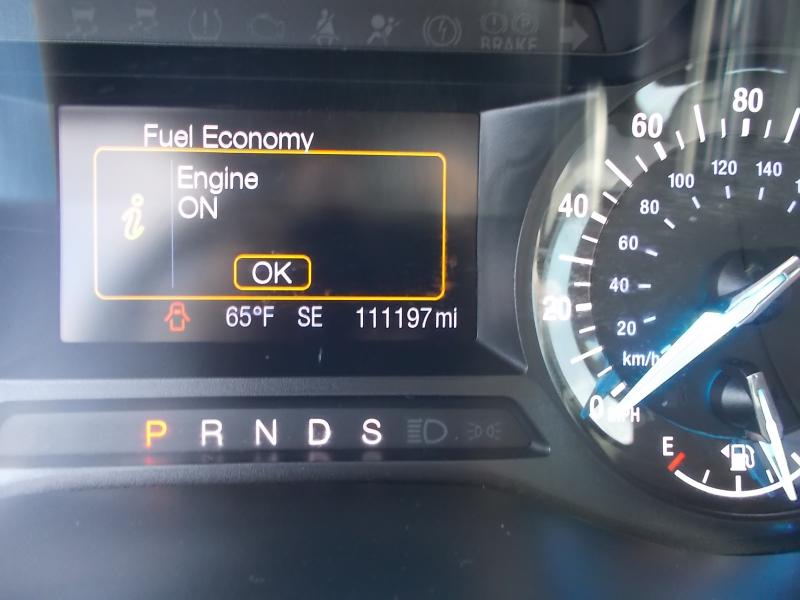 BRAKE
Fuel Economy
Engine
ON
OK
65°F SE 111197mi
P R N D S
0 20 40 60 80
20 40 60 80 100 120 140
km/h
MPH
E